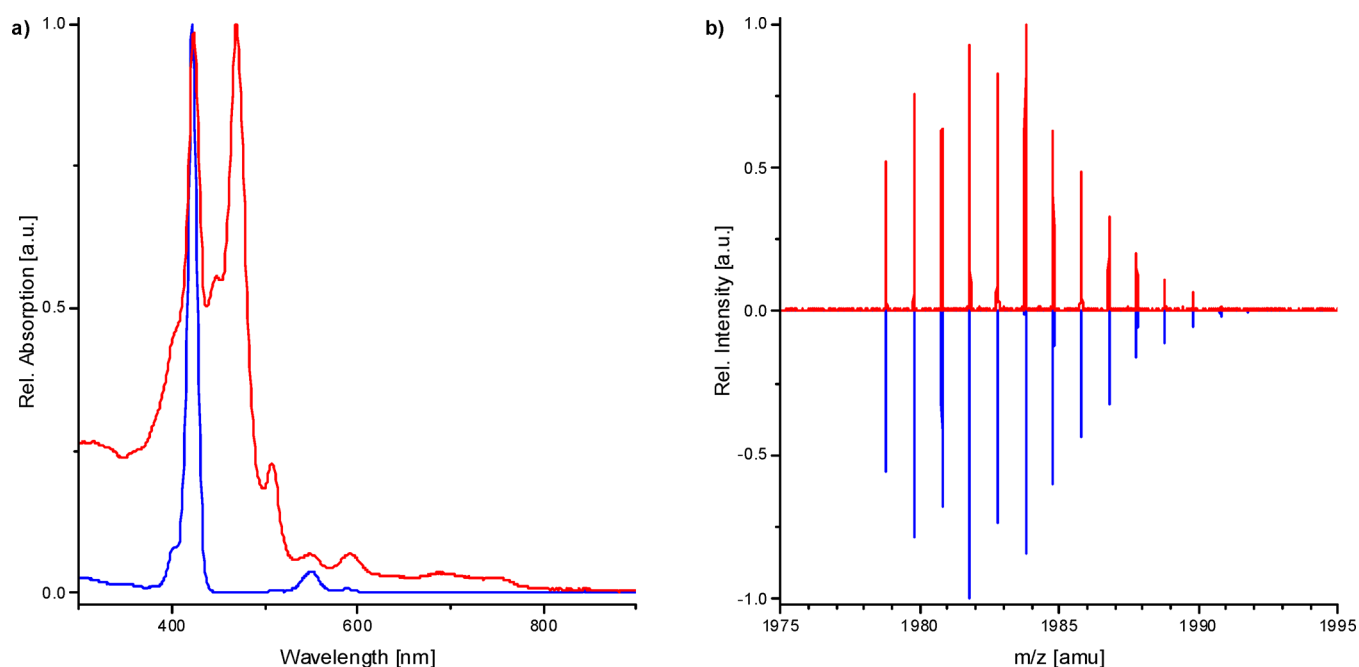 a)
1.0
0.5
0.0
Rel. Absorption [a.u.]
400
600
800
Wavelength [nm]
b)
1.0
0.5
0.0
-0.5
-1.0
Rel. Intensity [a.u.]
1975
1980
1985
1990
1995
m/z [amu]